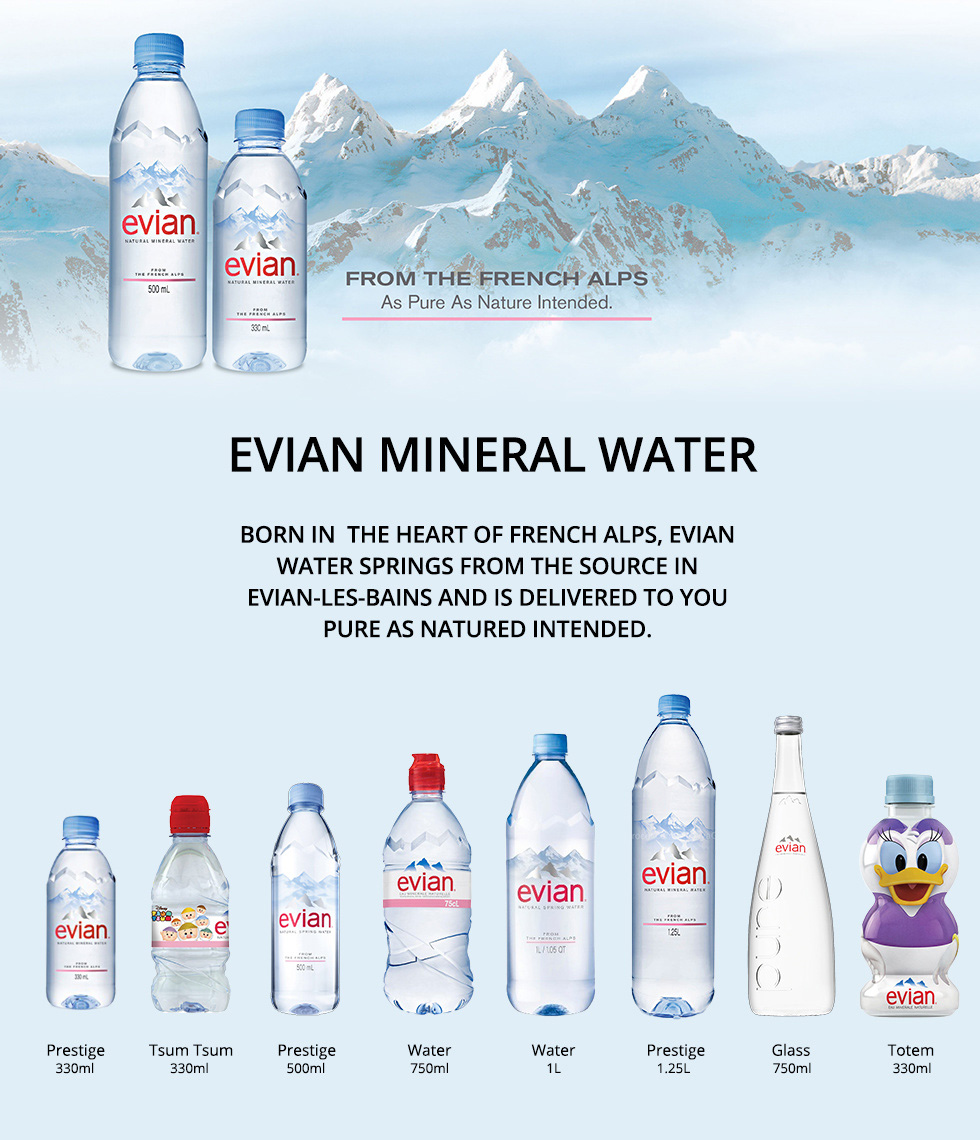 evian.
NATURAL MINERAL WATER
FROM
THE FRENCH ALPS
500 mL
evian.
NATURAL MINERAL WATER
FROM
THE FRENCH ALPS
330 mL
FROM THE FRENCH ALPS
As Pure As Nature Intended.
EVIAN MINERAL WATER
BORN IN THE HEART OF FRENCH ALPS, EVIAN
WATER SPRINGS FROM THE SOURCE IN
EVIAN-LES-BAINS AND IS DELIVERED TO YOU
PURE AS NATURED INTENDED.
evian.
NATURAL MINERAL WATER
FROM
THE FRENCH ALPS
330 mL
Disney
TSUM
TSUM
ev
evian.
NATURAL SPRING WATER
FROM
THE FRENCH ALPS
500 mL
evian.
EAU MINERALE NATURELLE
75cL
evian.
NATURAL SPRING WATER
FROM
THE FRENCH ALPS
1L / 1.05 QT
evian.
NATURAL MINERAL WATER
FROM
THE FRENCH ALPS
1.25L
evian
pure
evian.
EAU MINERALE NATURELLE
Prestige
330ml
Tsum Tsum
330ml
Prestige
500ml
Water
750ml
Water
1L
Prestige
1.25L
Glass
750ml
Totem
330ml